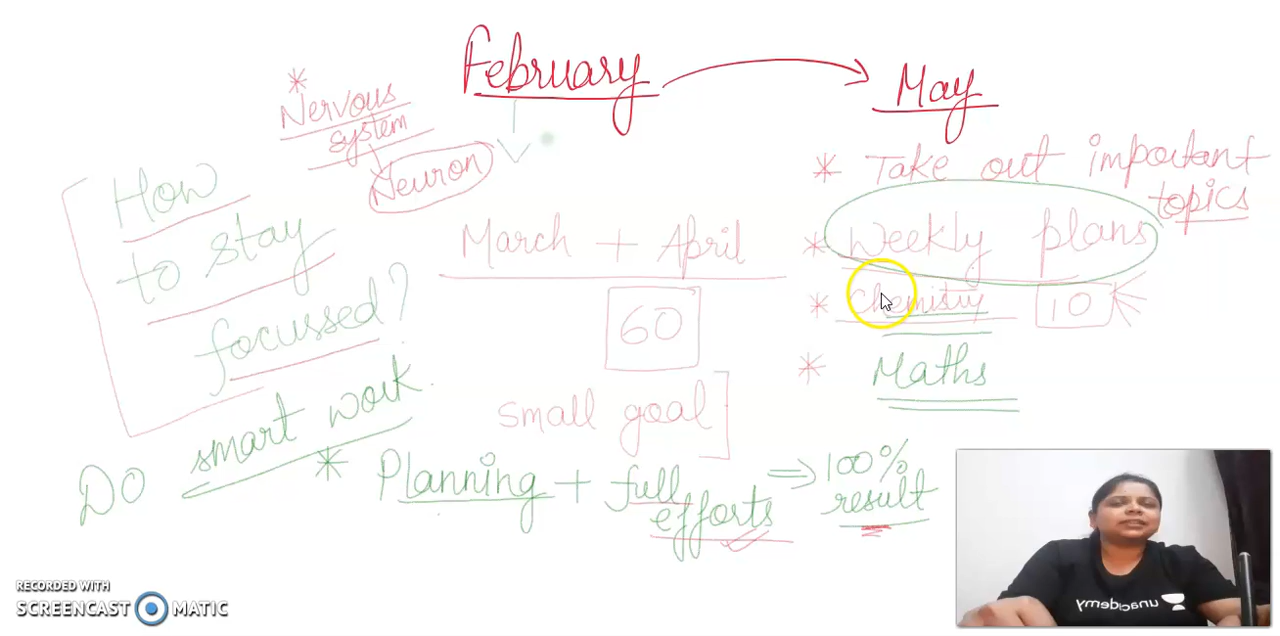 February
May
*
Nervous
system
Neuron
How
to stay
focussed?
March + April
60
small goal
* Take out important
topics
* Weekly plans
* Chemistry 10
* Maths
Do smart work.
* Planning + full
efforts
⇒ 100%
result
RECORDED WITH
SCREENCAST MATIC
unacademy